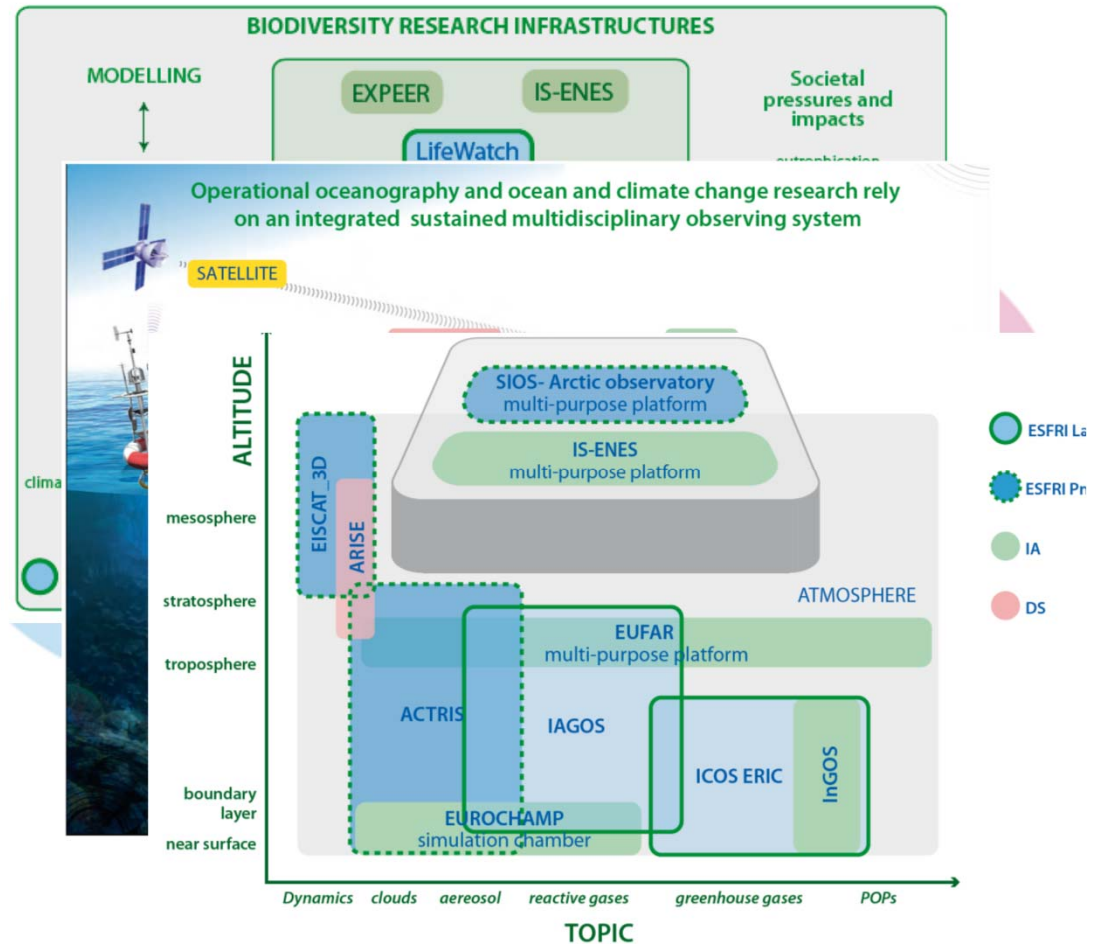 BIODIVERSITY RESEARCH INFRASTRUCTURES
MODELLING
EXPEER
IS-ENES
LifeWatch
Societal
pressures and
impacts
Operational oceanography and ocean and climate change research rely
on an integrated sustained multidisciplinary observing system
SATELLITE
clima
ALTITUDE
SIOS- Arctic observatory
multi-purpose platform
IS-ENES
multi-purpose platform
EISCAT_3D
ARISE
mesosphere
stratosphere
troposphere
boundary
layer
near surface
ATMOSPHERE
EUFAR
multi-purpose platform
ACTRIS
IAGOS
ICOS ERIC
InGOS
EUROCHAMP
simulation chamber
Dynamics clouds aereosol reactive gases greenhouse gases POPs
TOPIC
ESFRI La
ESFRI Pr
IA
DS